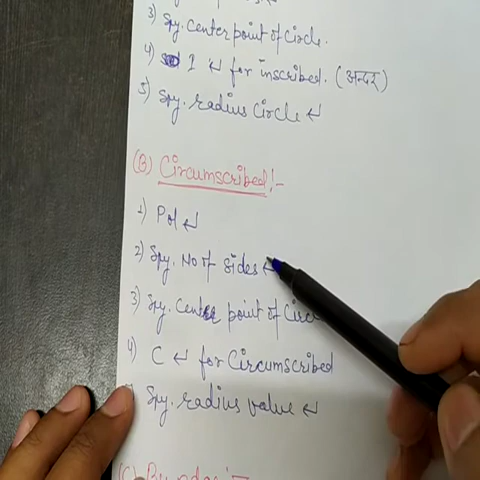 3) Spy. Center point of Circle.
4) I ↵ for inscribed. (अन्दर)
5) Spy. radius Circle ↵
(B) Circumscribed :-
1) Pol ↵
2) Spy. No of sides ↵
3) Spy. Center point of
4) C ↵ for Circumscribed
Spy. radius value ↵
(C)